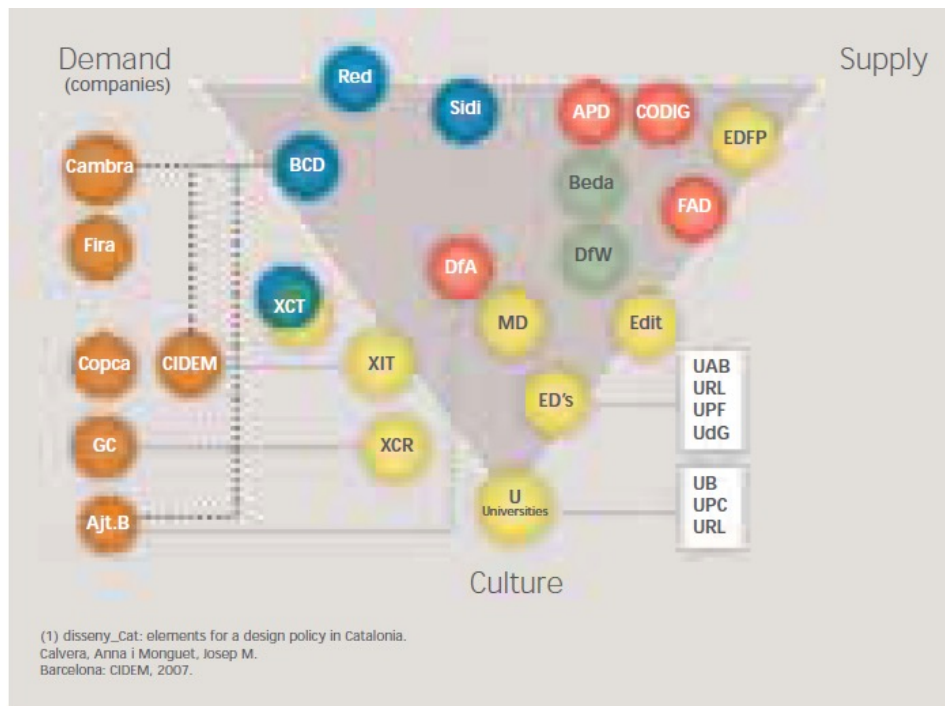 Demand
(companies)
Supply
Red
Sidi
APD
CODIG
EDFP
Cambra
BCD
Beda
FAD
Fira
DfA
DfW
XCT
MD
Edit
Copca
CIDEM
XIT
ED's
UAB
URL
UPF
UdG
GC
XCR
U
Universities
UB
UPC
URL
Ajt.B
Culture
(1) disseny_Cat: elements for a design policy in Catalonia.
Calvera, Anna i Monguet, Josep M.
Barcelona: CIDEM, 2007.